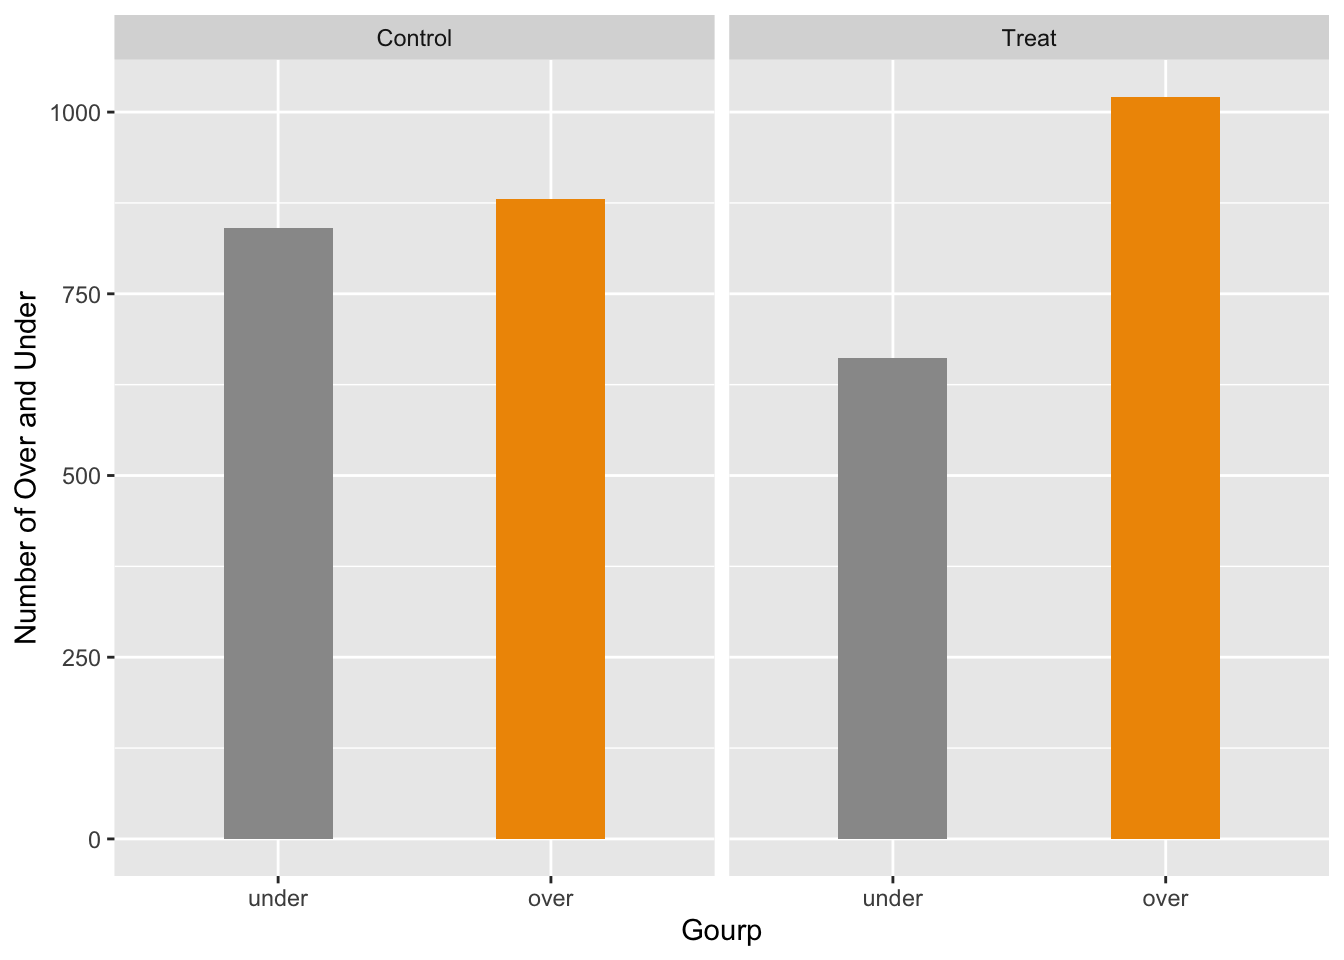 Control
Treat
Number of Over and Under
1000
750
500
250
0
under
over
under
over
Gourp